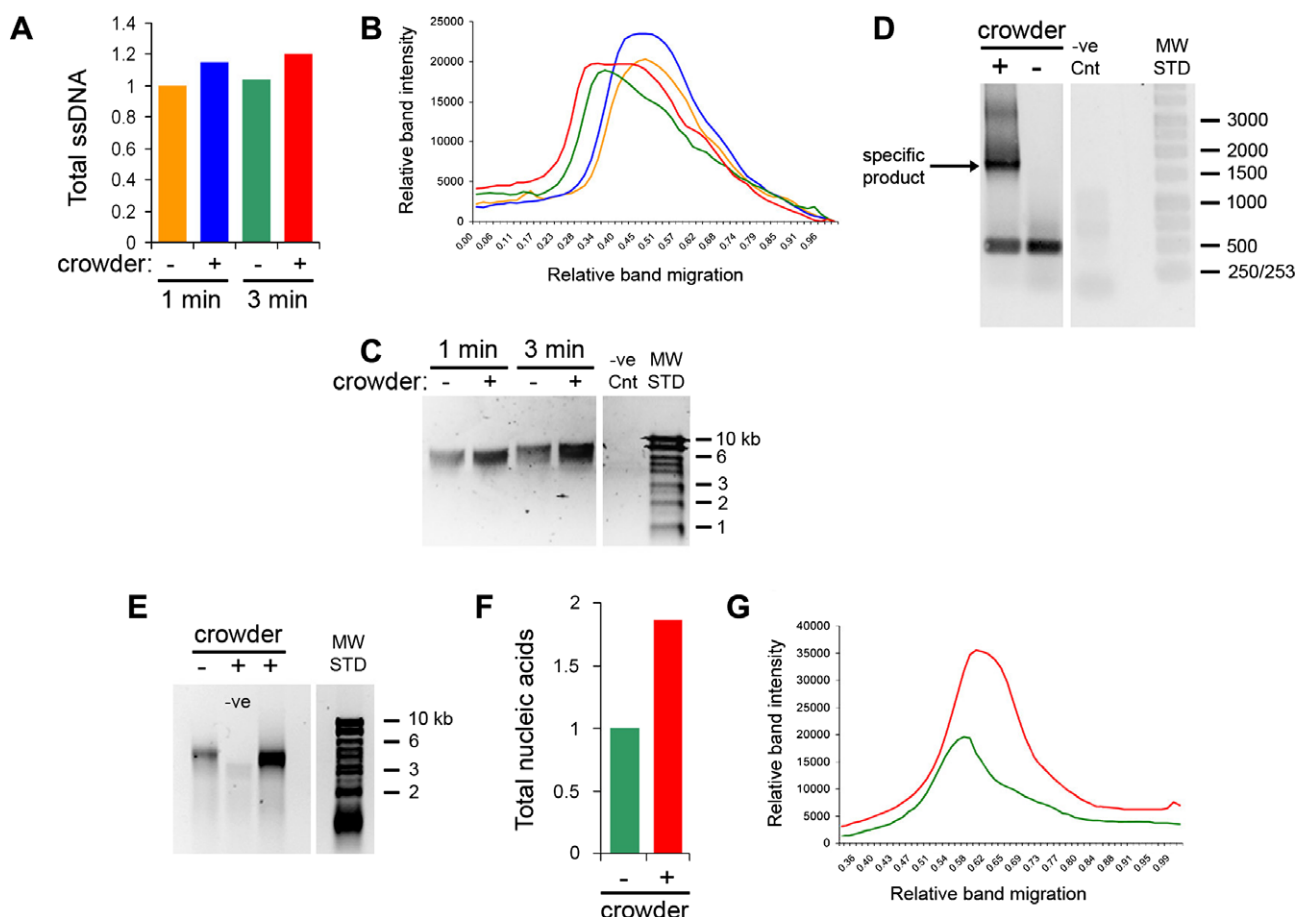 A
Total ssDNA
1.4
1.2
1
0.8
0.6
0.4
0.2
0
crowder: - + - +
1 min 3 min
B
Relative band intensity
25000
20000
15000
10000
5000
0
0.00 0.06 0.11 0.17 0.23 0.28 0.34 0.40 0.45 0.51 0.57 0.62 0.68 0.74 0.79 0.85 0.91 0.96
Relative band migration
C
1 min 3 min
crowder: - + - +
-ve Cnt
MW STD
10 kb
6
3
2
1
D
crowder
+ -
-ve Cnt
MW STD
specific
product
3000
2000
1500
1000
500
250/253
E
crowder
- + +
-ve
MW STD
10 kb
6
3
2
F
Total nucleic acids
2
1.5
1
0.5
0
- +
crowder
G
Relative band intensity
40000
35000
30000
25000
20000
15000
10000
5000
0
0.36 0.40 0.43 0.47 0.51 0.54 0.58 0.62 0.65 0.69 0.73 0.77 0.80 0.84 0.88 0.91 0.95 0.99
Relative band migration